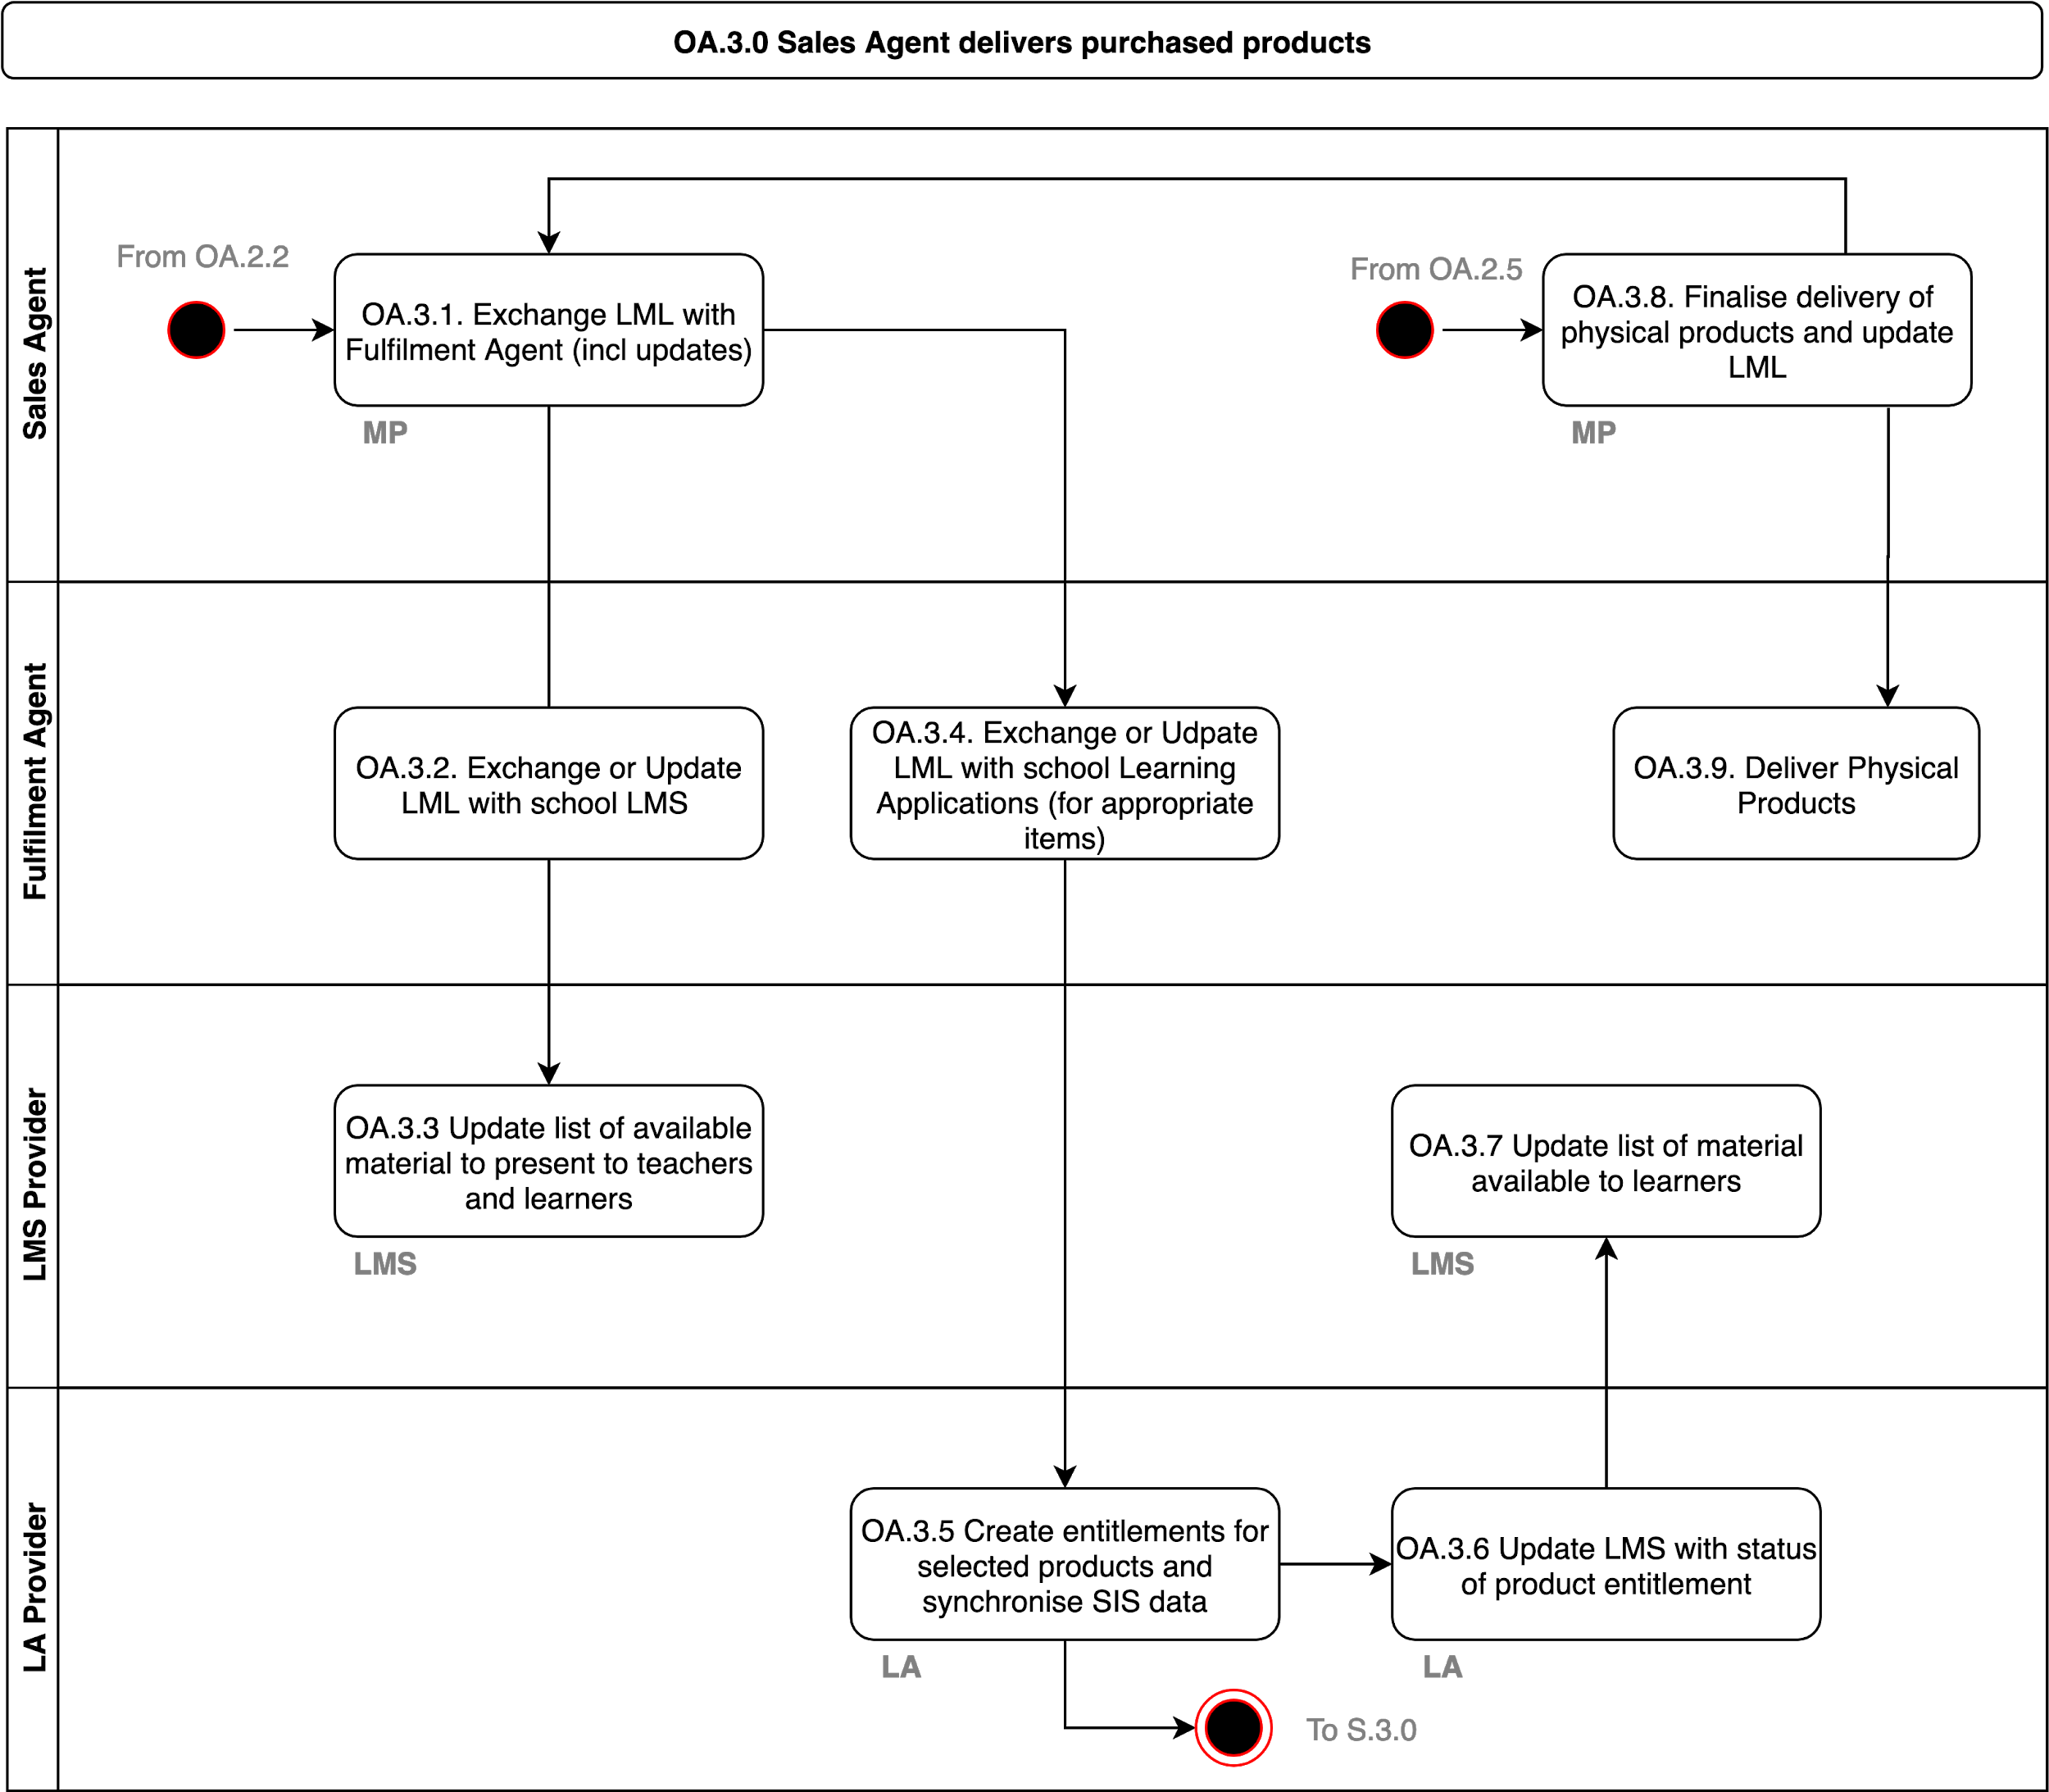 OA.3.0 Sales Agent delivers purchased products
Sales Agent
From OA.2.2
OA.3.1. Exchange LML with
Fulfilment Agent (incl updates)
MP
From OA.2.5
OA.3.8. Finalise delivery of
physical products and update
LML
MP
Fulfilment Agent
OA.3.2. Exchange or Update
LML with school LMS
OA.3.4. Exchange or Udpate
LML with school Learning
Applications (for appropriate
items)
OA.3.9. Deliver Physical
Products
LMS Provider
OA.3.3 Update list of available
material to present to teachers
and learners
LMS
OA.3.7 Update list of material
available to learners
LMS
LA Provider
OA.3.5 Create entitlements for
selected products and
synchronise SIS data
LA
OA.3.6 Update LMS with status
of product entitlement
LA
To S.3.0